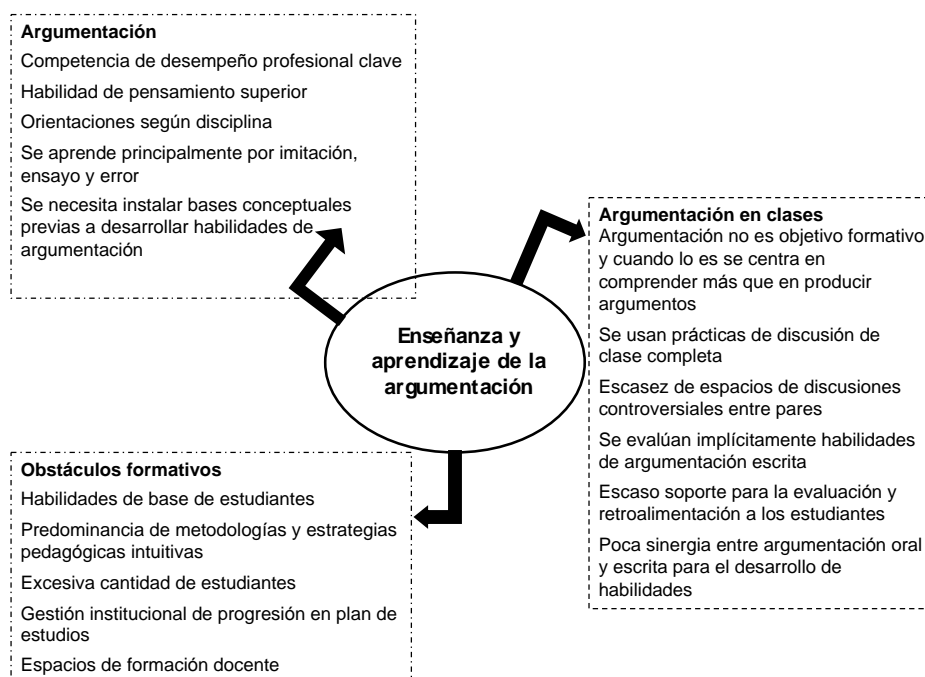 Argumentación
Competencia de desempeño profesional clave
Habilidad de pensamiento superior
Orientaciones según disciplina
Se aprende principalmente por imitación,
ensayo y error
Se necesita instalar bases conceptuales
previas a desarrollar habilidades de
argumentación
Argumentación en clases
Argumentación no es objetivo formativo
y cuando lo es se centra en
comprender más que en producir
argumentos
Se usan prácticas de discusión de
clase completa
Escasez de espacios de discusiones
controversiales entre pares
Se evalúan implícitamente habilidades
de argumentación escrita
Escaso soporte para la evaluación y
retroalimentación a los estudiantes
Poca sinergia entre argumentación oral
y escrita para el desarrollo de
habilidades
Enseñanza y
aprendizaje de la
argumentación
Obstáculos formativos
Habilidades de base de estudiantes
Predominancia de metodologías y estrategias
pedagógicas intuitivas
Excesiva cantidad de estudiantes
Gestión institucional de progresión en plan de
estudios
Espacios de formación docente